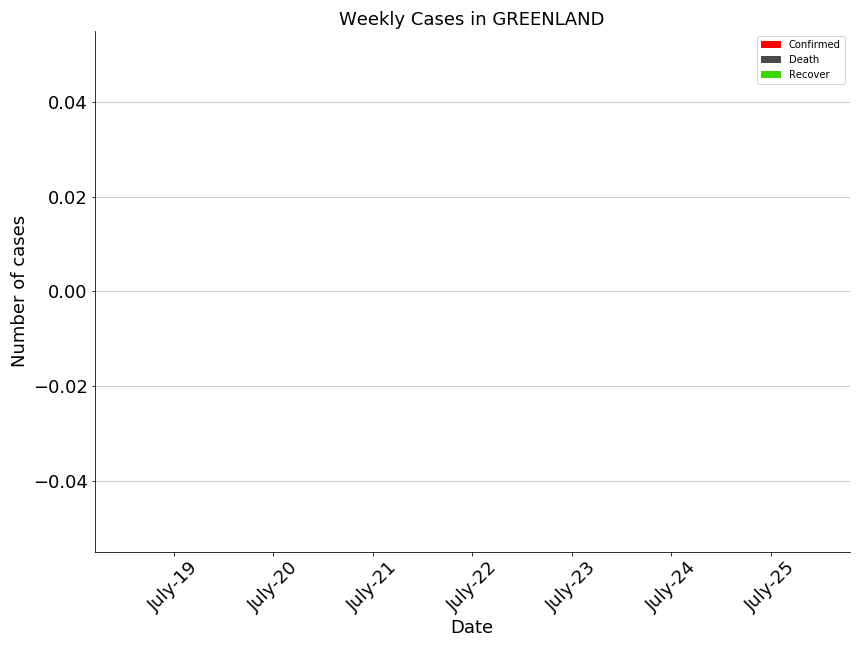 Weekly Cases in GREENLAND
Confirmed
Death
Recover
Number of cases
0.04
0.02
0.00
−0.02
−0.04
July-19
July-20
July-21
July-22
July-23
July-24
July-25
Date